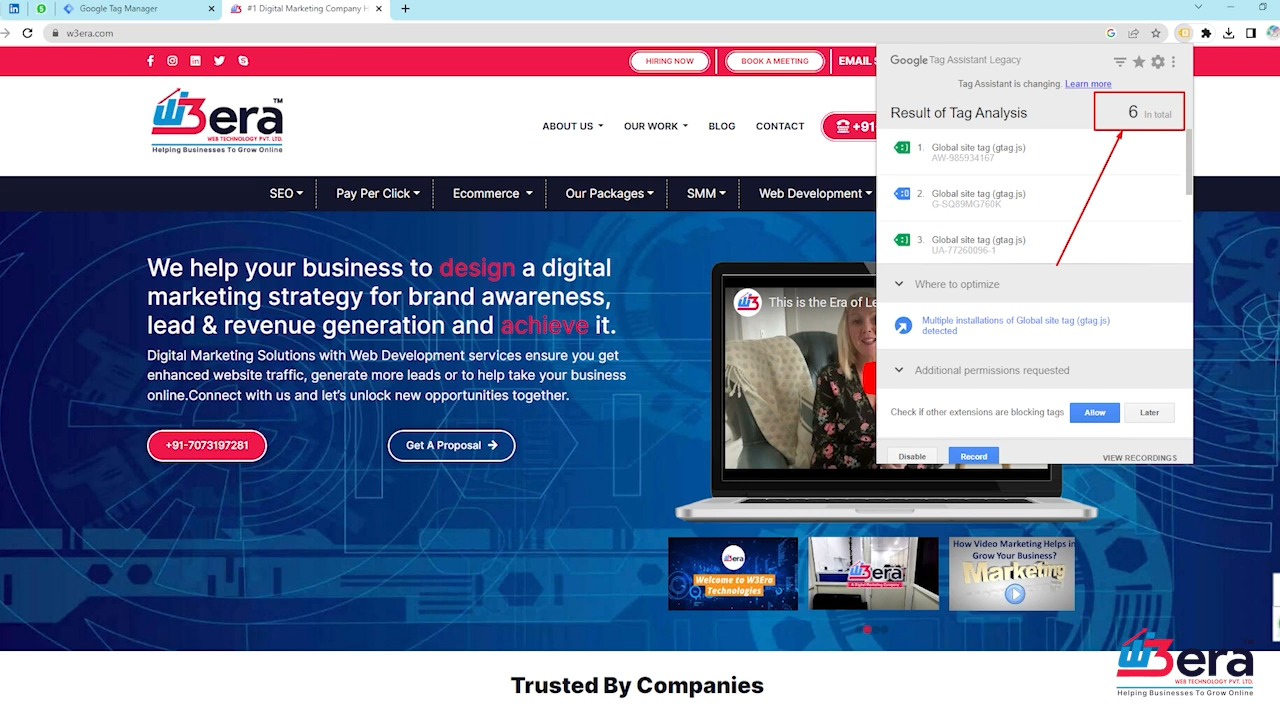 Google Tag Manager
#1 Digital Marketing Company H
w3era.com
HIRING NOW
BOOK A MEETING
EMAIL S
W3era™
WEB TECHNOLOGY PVT. LTD.
Helping Businesses To Grow Online
ABOUT US
OUR WORK
BLOG
CONTACT
+91
SEO
Pay Per Click
Ecommerce
Our Packages
SMM
Web Development
Google Tag Assistant Legacy
Tag Assistant is changing. Learn more
Result of Tag Analysis
6 In total
1. Global site tag (gtag.js)
AW-985934167
2. Global site tag (gtag.js)
G-SQ89MG760K
3. Global site tag (gtag.js)
UA-77260096-1
Where to optimize
Multiple installations of Global site tag (gtag.js)
detected
Additional permissions requested
Check if other extensions are blocking tags Allow Later
Disable Record VIEW RECORDINGS
We help your business to design a digital
marketing strategy for brand awareness,
lead & revenue generation and achieve it.
Digital Marketing Solutions with Web Development services ensure you get
enhanced website traffic, generate more leads or to help take your business
online.Connect with us and let's unlock new opportunities together.
+91-7073197281
Get A Proposal
W3
This is the Era of Le
W3era
Welcome to W3Era
Technologies
W3era
A Digital Marketing Company
How Video Marketing Helps in
Grow Your Business?
Marketing
Trusted By Companies
W3era™
WEB TECHNOLOGY PVT. LTD.
Helping Businesses To Grow Online